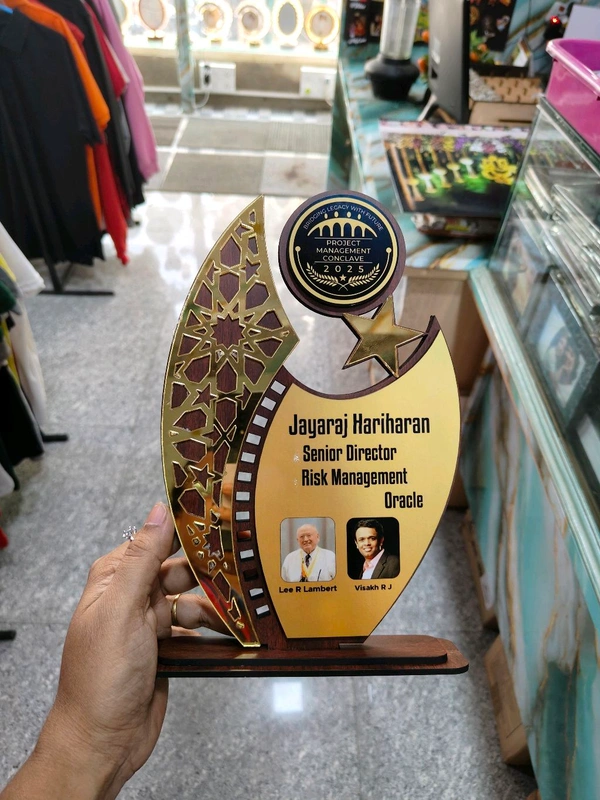 BRIDGING LEGACY WITH FUTURE
PROJECT
MANAGEMENT
CONCLAVE
2025
Jayaraj Hariharan
Senior Director
Risk Management
Oracle
Lee R Lambert
Visakh R J